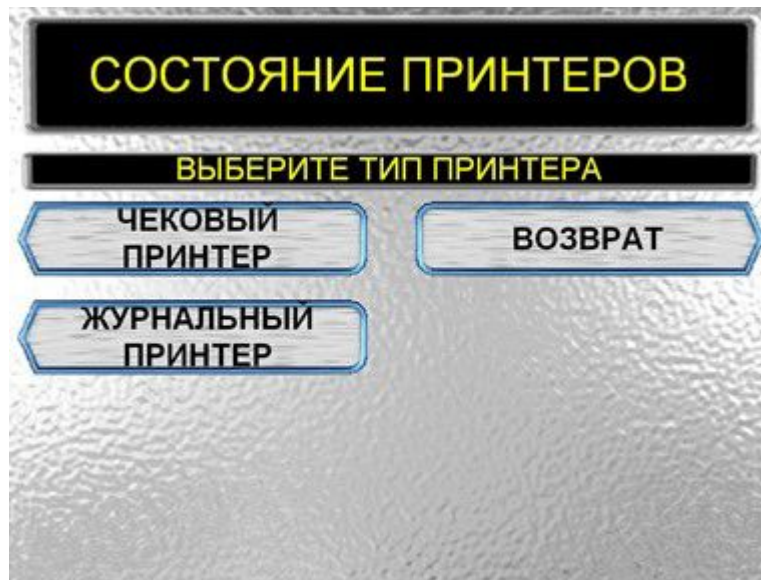 СОСТОЯНИЕ ПРИНТЕРОВ
ВЫБЕРИТЕ ТИП ПРИНТЕРА
ЧЕКОВЫЙ
ПРИНТЕР
ВОЗВРАТ
ЖУРНАЛЬНЫЙ
ПРИНТЕР